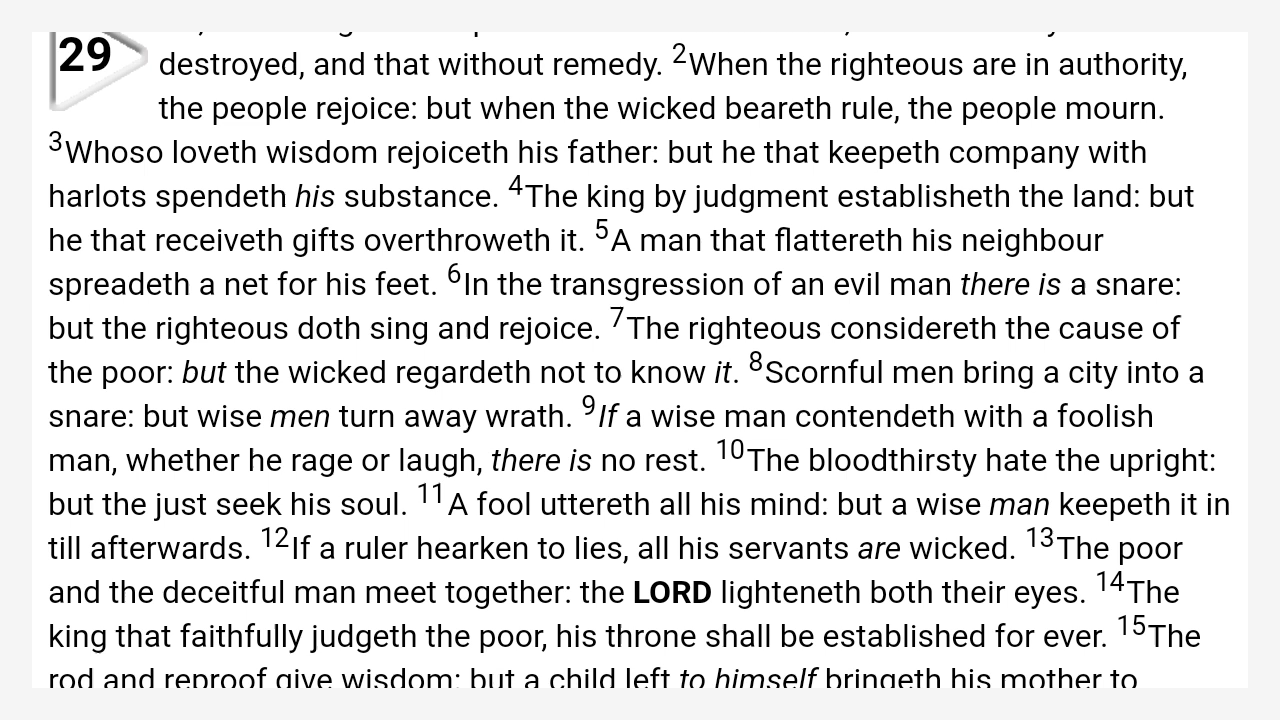 29
destroyed, and that without remedy. 2When the righteous are in authority,
the people rejoice: but when the wicked beareth rule, the people mourn.
3Whoso loveth wisdom rejoiceth his father: but he that keepeth company with
harlots spendeth his substance. 4The king by judgment establisheth the land: but
he that receiveth gifts overthroweth it. 5A man that flattereth his neighbour
spreadeth a net for his feet. 6In the transgression of an evil man there is a snare:
but the righteous doth sing and rejoice. 7The righteous considereth the cause of
the poor: but the wicked regardeth not to know it. 8Scornful men bring a city into a
snare: but wise men turn away wrath. 9If a wise man contendeth with a foolish
man, whether he rage or laugh, there is no rest. 10The bloodthirsty hate the upright:
but the just seek his soul. 11A fool uttereth all his mind: but a wise man keepeth it in
till afterwards. 12If a ruler hearken to lies, all his servants are wicked. 13The poor
and the deceitful man meet together: the LORD lighteneth both their eyes. 14The
king that faithfully judgeth the poor, his throne shall be established for ever. 15The
rod and reproof give wisdom: but a child left to himself bringeth his mother to